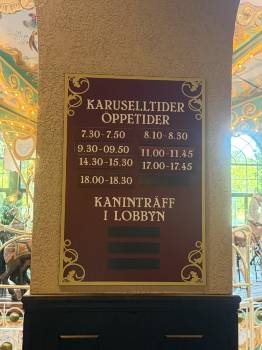 KARUSELLTIDER
ÖPPETIDER
7.30-7.50 8.10-8.30
9.30-09.50 11.00-11.45
14.30-15.30 17.00-17.45
18.00-18.30
KANINTRÄFF
I LOBBYN